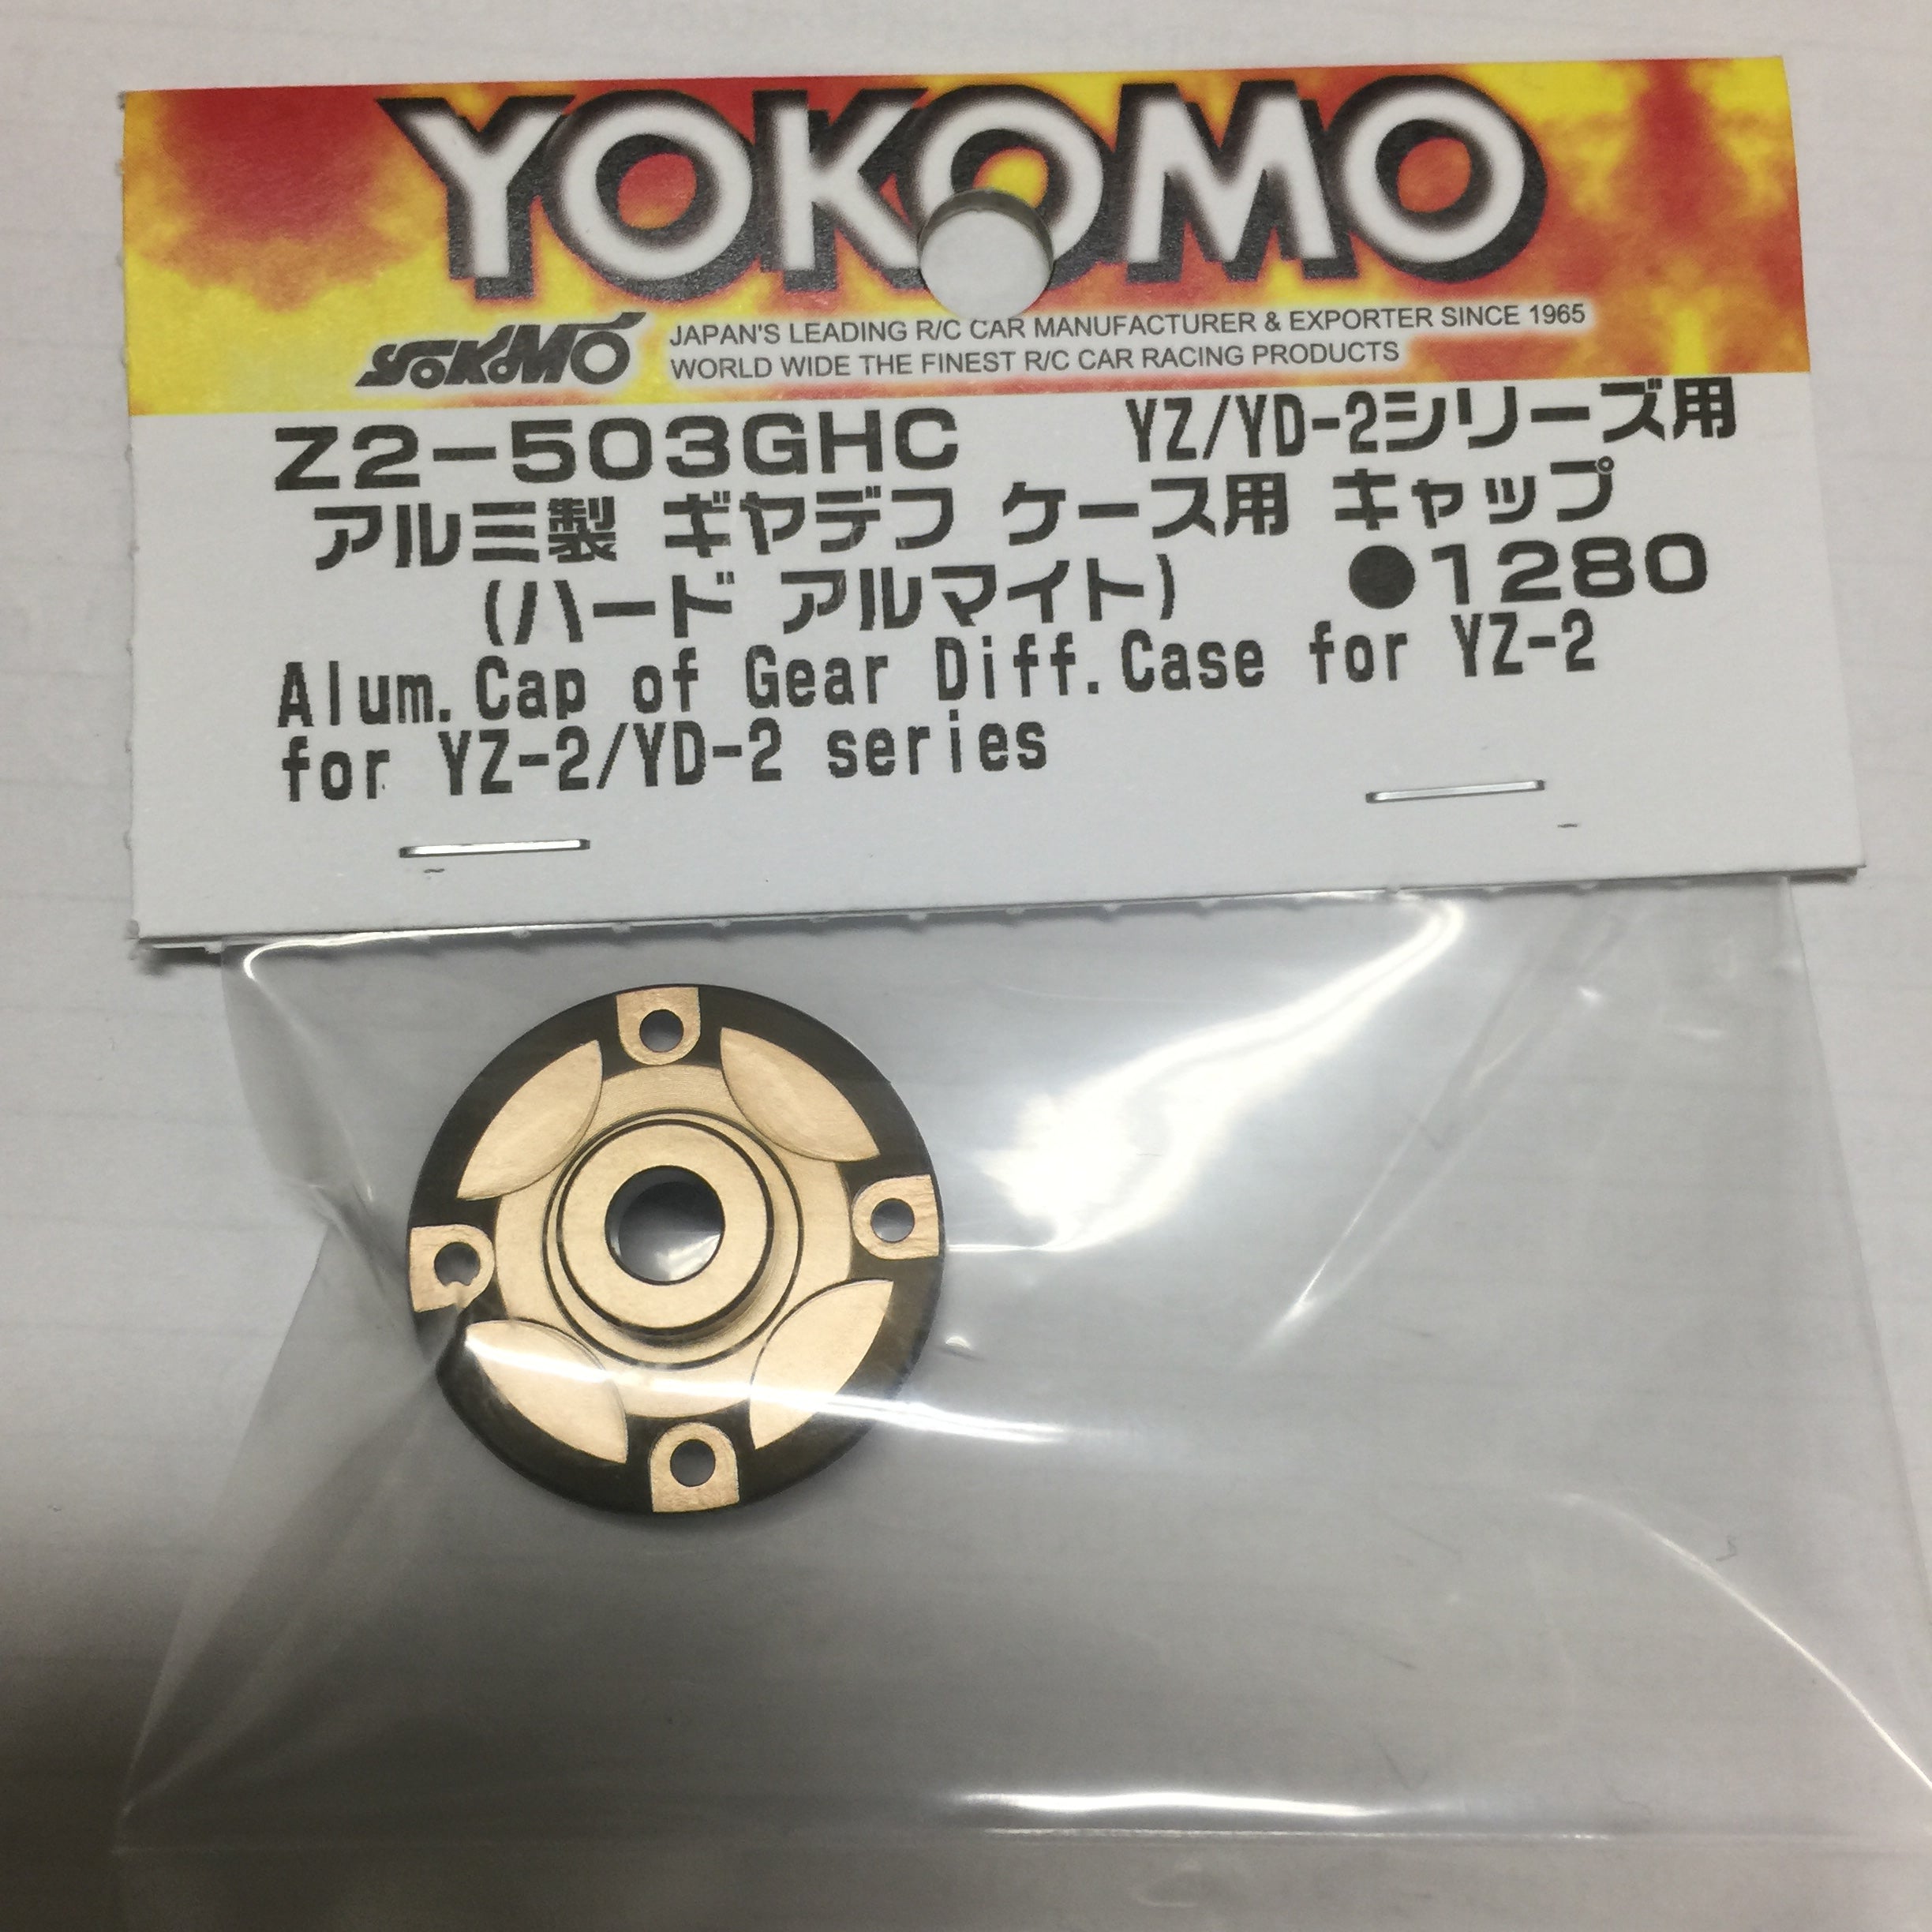 YOKOMO
YOKOMO JAPAN'S LEADING R/C CAR MANUFACTURER & EXPORTER SINCE 1965
WORLD WIDE THE FINEST R/C CAR RACING PRODUCTS
Z2-503GHC YZ/YD-2シリーズ用
アルミ製 ギヤデフ ケース用 キャップ
(ハード アルマイト) ●1280
Alum.Cap of Gear Diff.Case for YZ-2
for YZ-2/YD-2 series